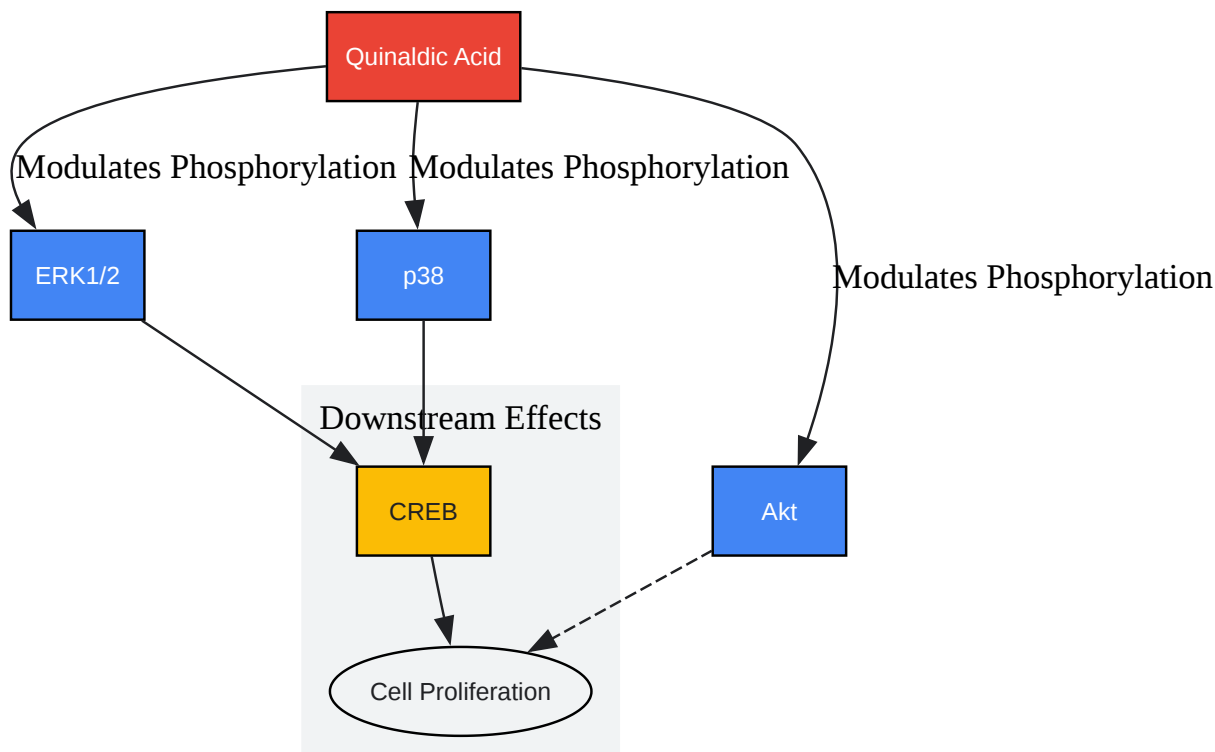 Quinaldic Acid
Modulates Phosphorylation
Modulates Phosphorylation
ERK1/2
p38
Modulates Phosphorylation
Downstream Effects
CREB
Akt
Cell Proliferation